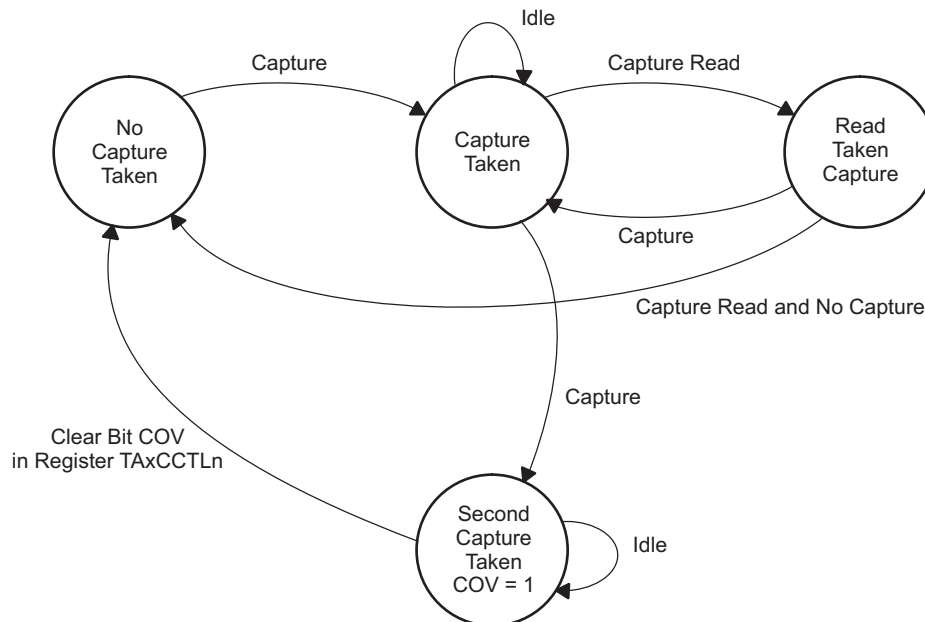 Idle
Capture
Capture Read
No
Capture
Taken
Capture
Taken
Read
Taken
Capture
Capture
Capture Read and No Capture
Capture
Clear Bit COV
in Register TAxCCTLn
Second
Capture
Taken
COV = 1
Idle